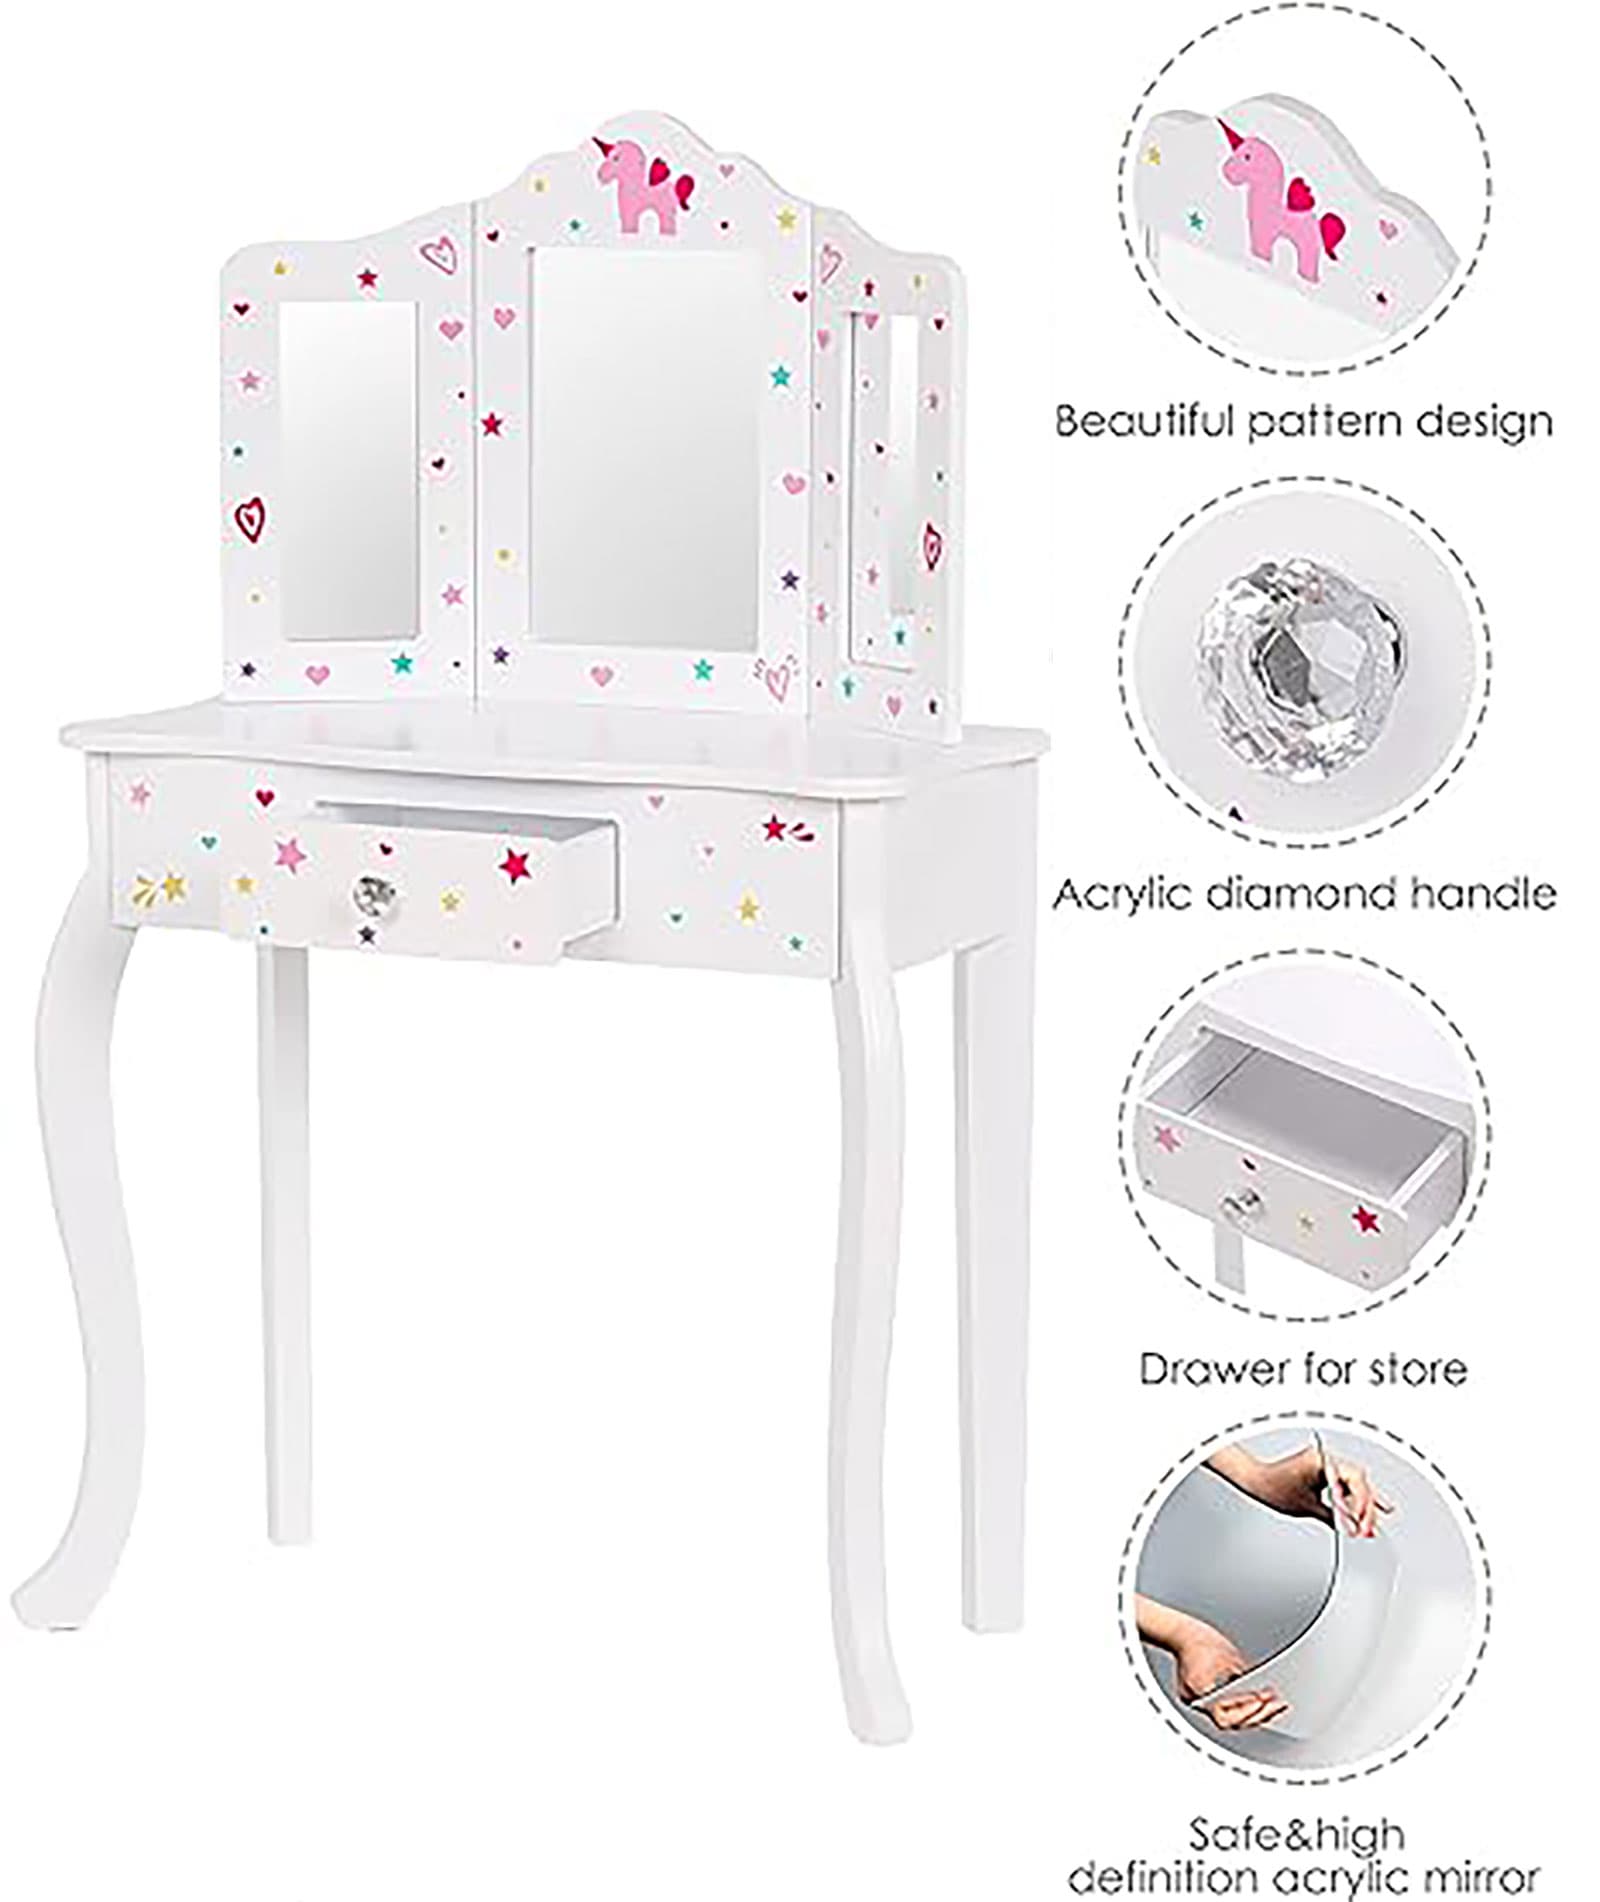 Beautiful pattern design
Acrylic diamond handle
Drawer for store
Safe&high
definition acrylic mirror